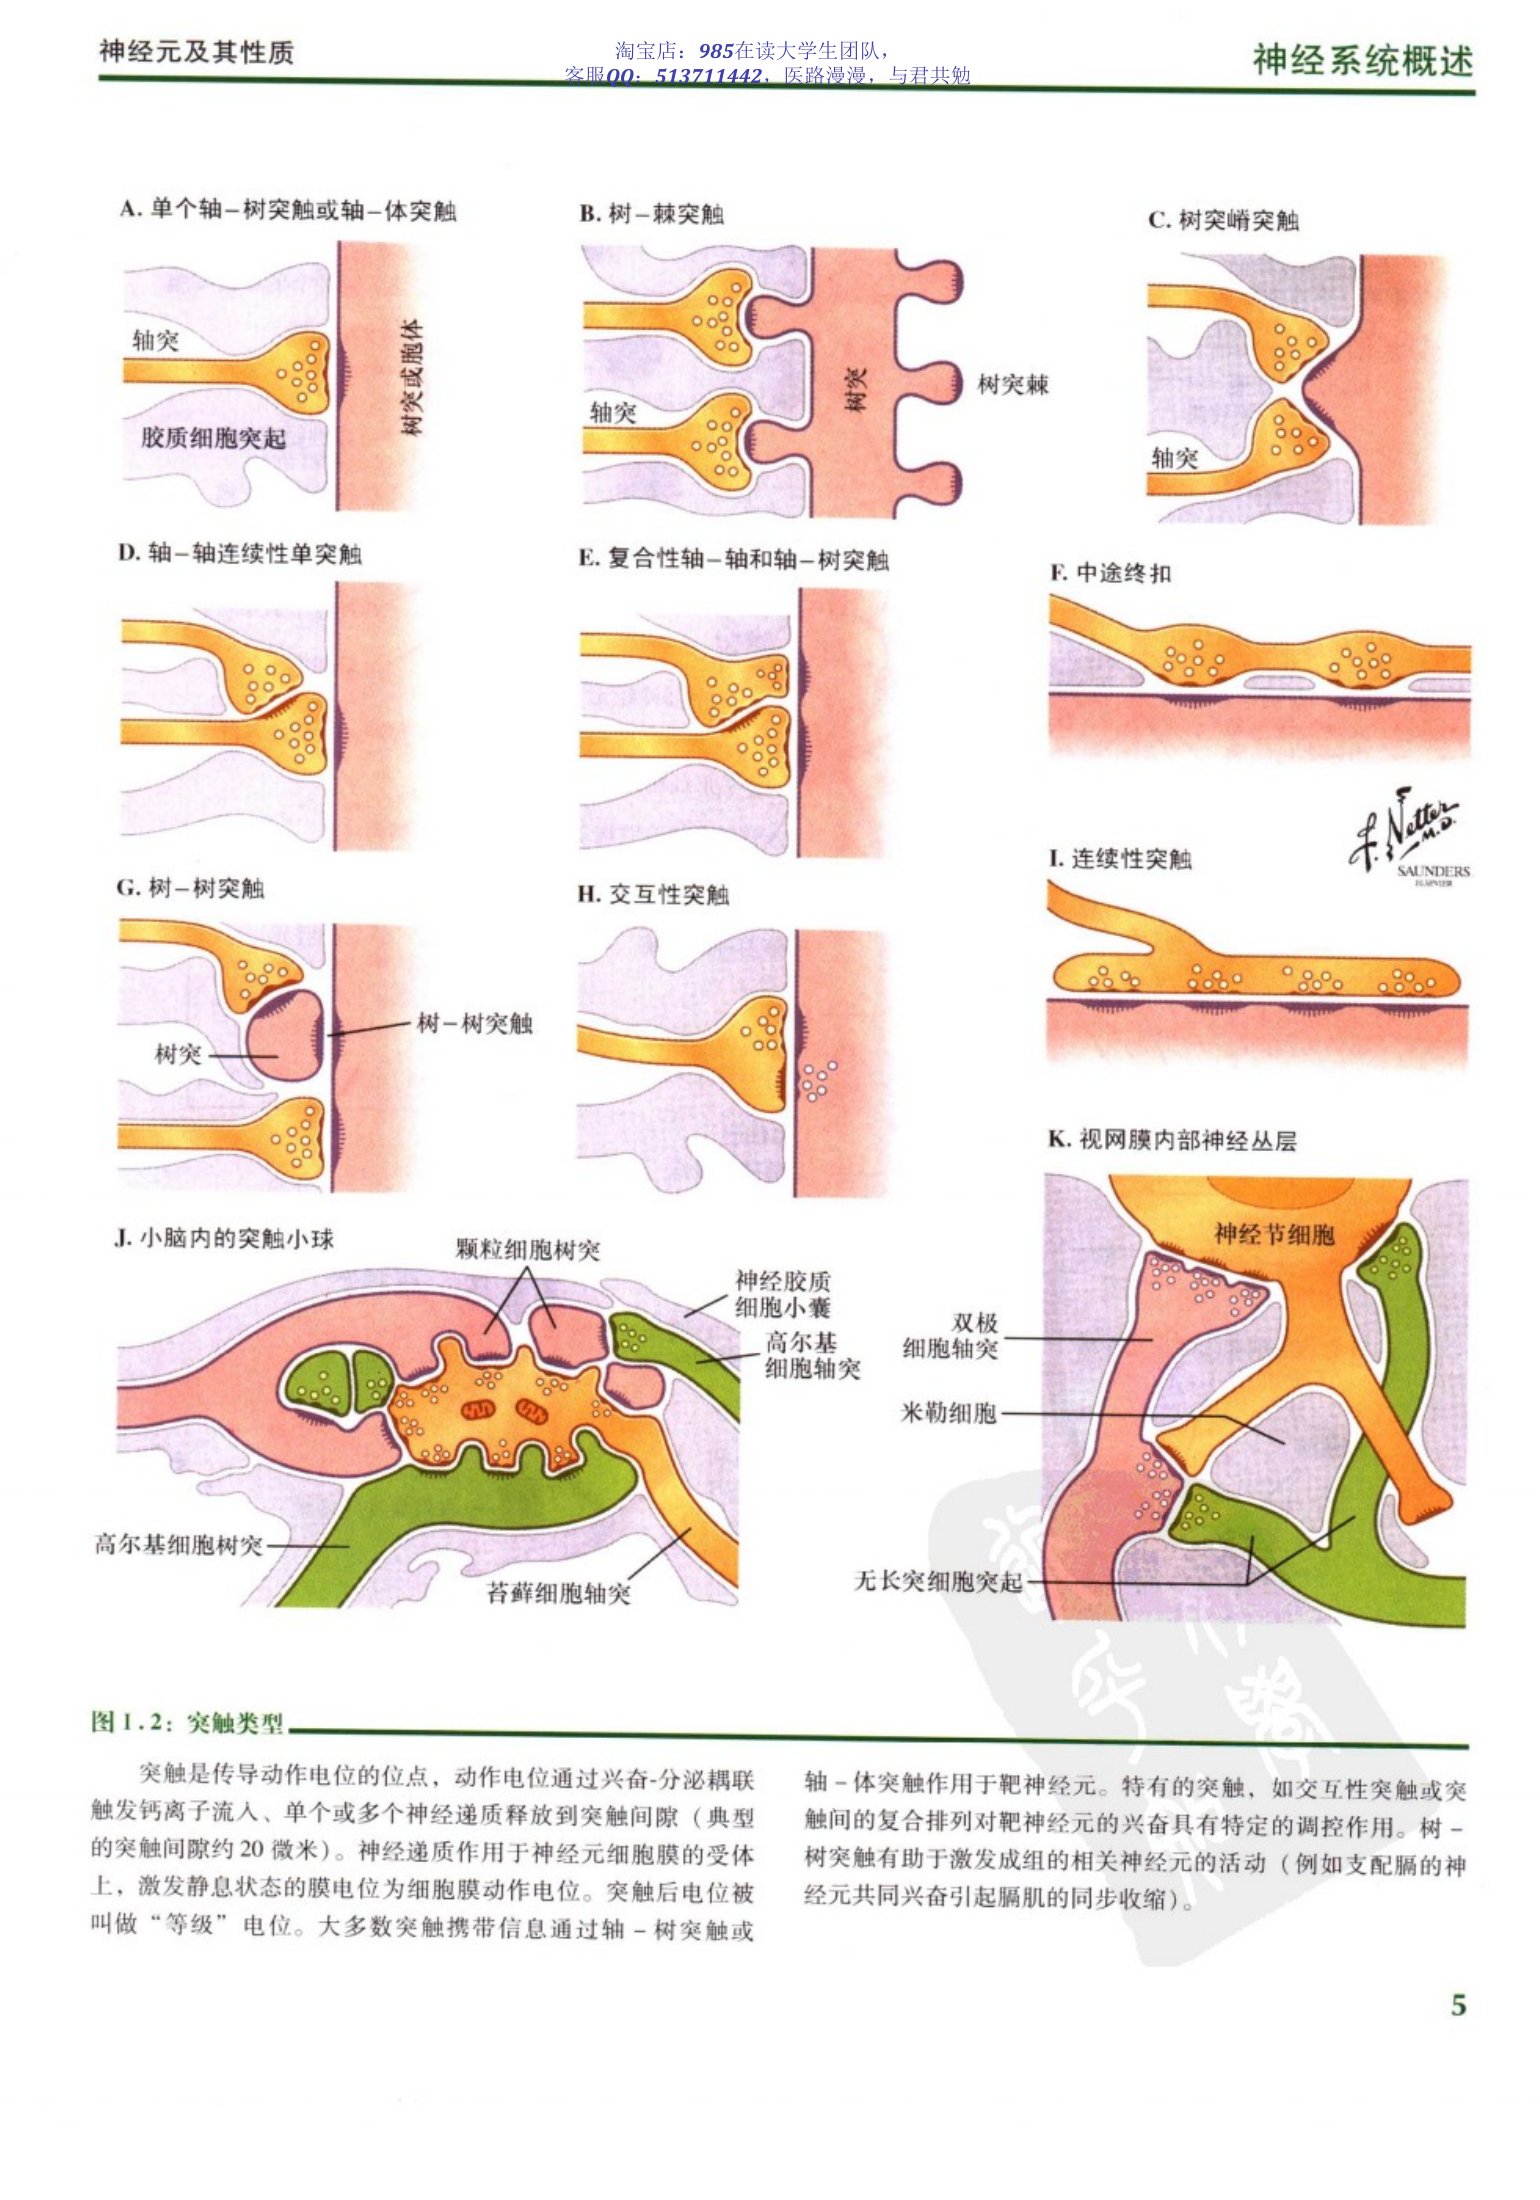 神经元及其性质
淘宝店：985在读大学生团队，
客服QQ：513711442，医路漫漫，与君共勉
神经系统概述
A. 单个轴-树突触或轴-体突触
轴突
胶质细胞突起
树突或胞体
B. 树-棘突触
轴突
树突
树突棘
C. 树突嵴突触
轴突
D. 轴-轴连续性单突触
E. 复合性轴-轴和轴-树突触
F. 中途终扣
F. Netter
M.D.
SAUNDERS
ELSEVIER
G. 树-树突触
树-树突触
树突
H. 交互性突触
I. 连续性突触
J. 小脑内的突触小球
颗粒细胞树突
神经胶质
细胞小囊
高尔基
细胞轴突
高尔基细胞树突
苔藓细胞轴突
K. 视网膜内部神经丛层
神经节细胞
双极
细胞轴突
米勒细胞
无长突细胞突起
图 1.2：突触类型
突触是传导动作电位的位点，动作电位通过兴奋-分泌耦联
触发钙离子流入、单个或多个神经递质释放到突触间隙（典型
的突触间隙约 20 微米）。神经递质作用于神经元细胞膜的受体
上，激发静息状态的膜电位为细胞膜动作电位。突触后电位被
叫做“等级”电位。大多数突触携带信息通过轴-树突触或
轴-体突触作用于靶神经元。特有的突触，如交互性突触或突
触间的复合排列对靶神经元的兴奋具有特定的调控作用。树-
树突触有助于激发成组的相关神经元的活动（例如支配膈的神
经元共同兴奋引起膈肌的同步收缩）。
5